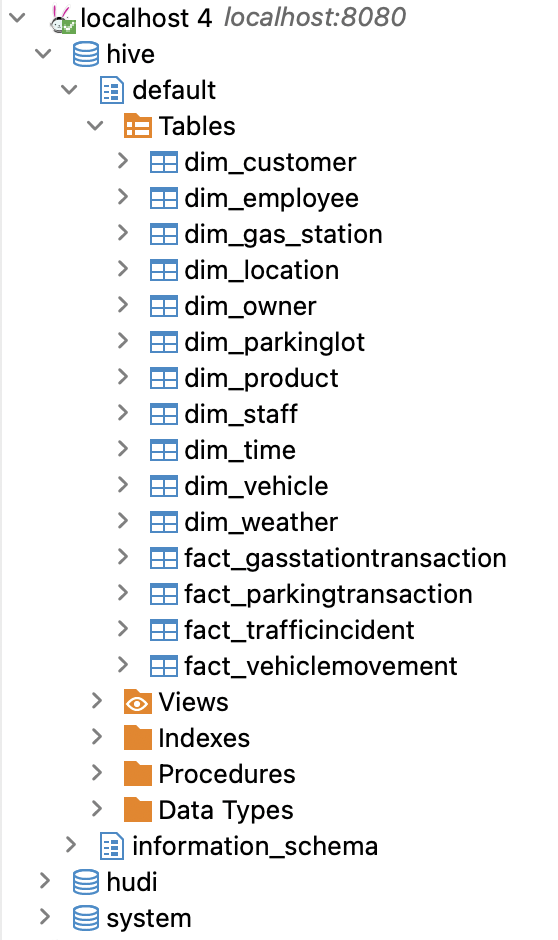 localhost 4 localhost:8080
hive
default
Tables
dim_customer
dim_employee
dim_gas_station
dim_location
dim_owner
dim_parkinglot
dim_product
dim_staff
dim_time
dim_vehicle
dim_weather
fact_gasstationtransaction
fact_parkingtransaction
fact_trafficincident
fact_vehiclemovement
Views
Indexes
Procedures
Data Types
information_schema
hudi
system